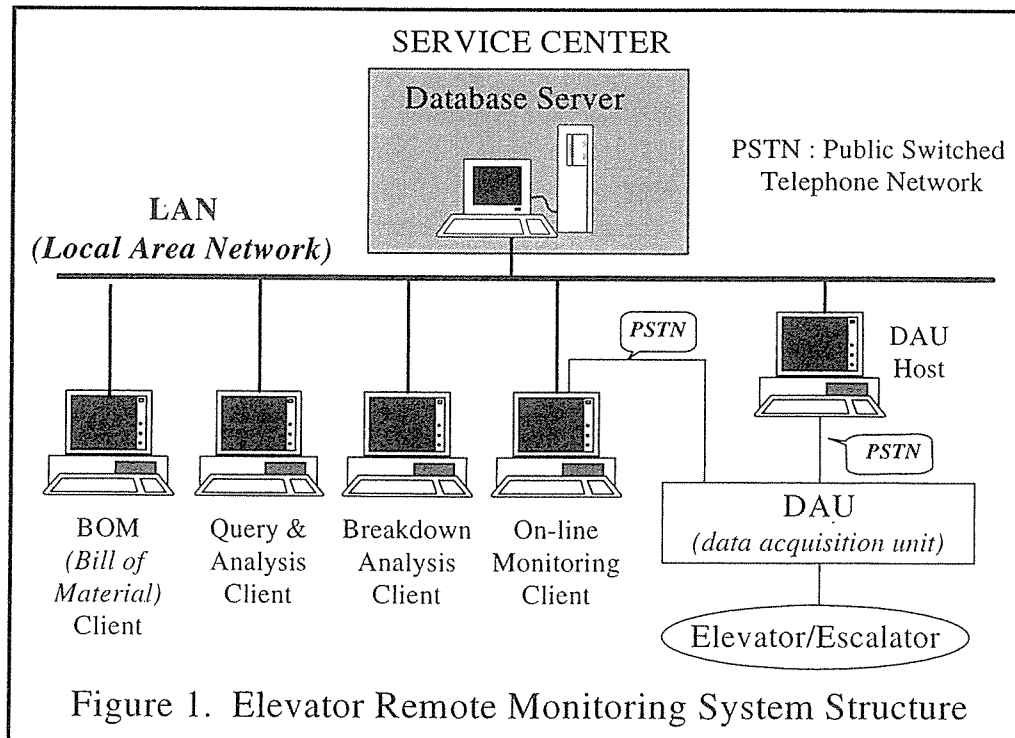 SERVICE CENTER
Database Server
PSTN : Public Switched
Telephone Network
LAN
(Local Area Network)
PSTN
DAU
Host
PSTN
DAU
(data acquisition unit)
BOM
(Bill of
Material)
Client
Query &
Analysis
Client
Breakdown
Analysis
Client
On-line
Monitoring
Client
Elevator/Escalator
Figure 1. Elevator Remote Monitoring System Structure